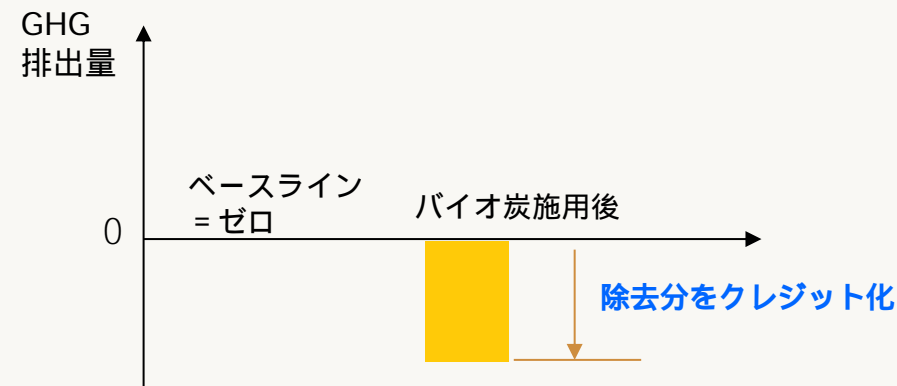 GHG
排出量
ベースライン
= ゼロ
バイオ炭施用後
0
除去分をクレジット化